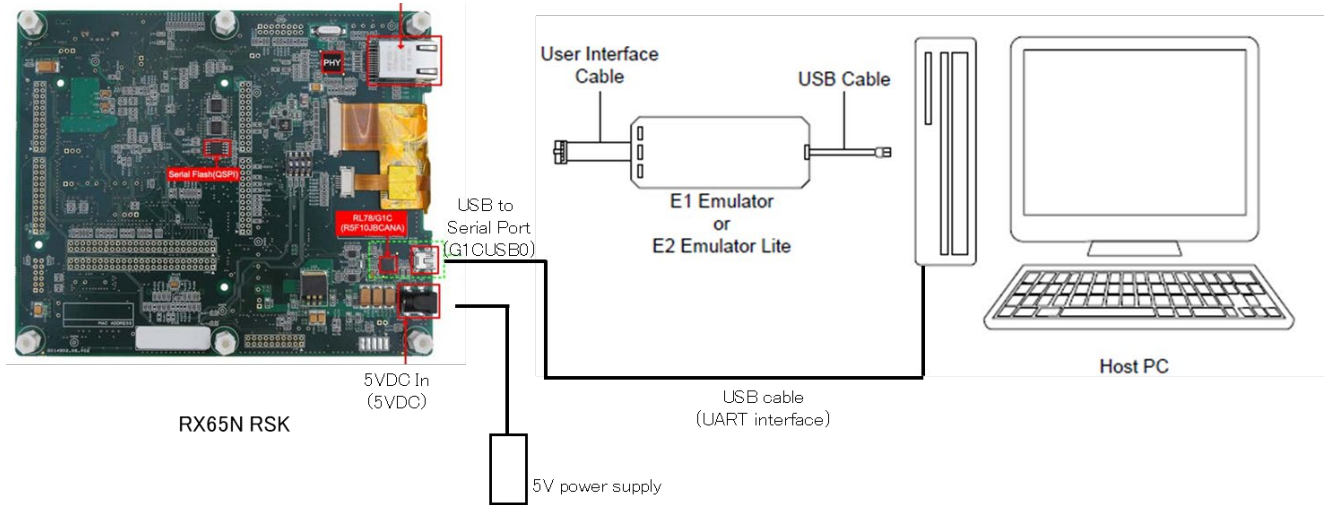 PHY
Serial Flash(QSPI)
RL78/G1C
(R5F10JBCANA)
MAC ADDRESS
USB to
Serial Port
(G1CUSB0)
5VDC In
(5VDC)
RX65N RSK
5V power supply
User Interface
Cable
USB Cable
E1 Emulator
or
E2 Emulator Lite
USB cable
(UART interface)
Host PC